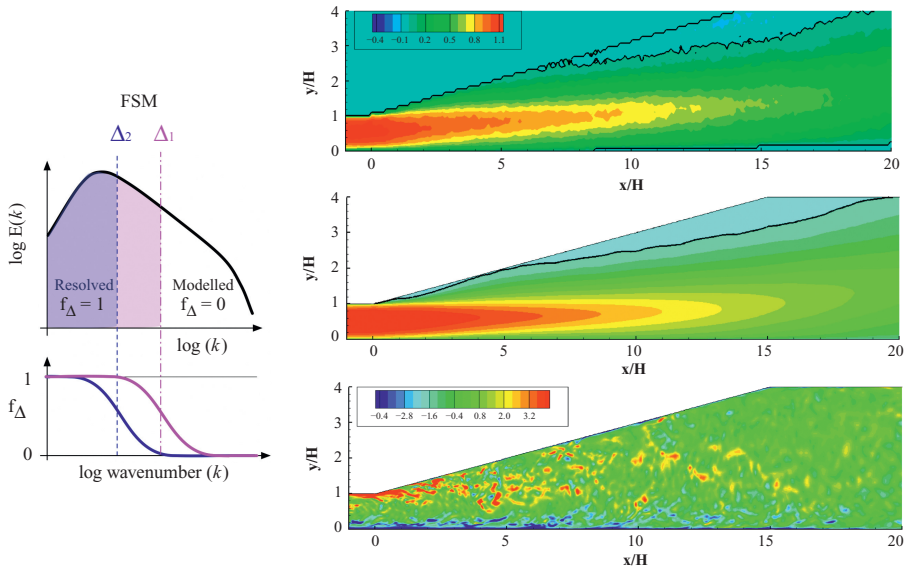 FSM
Δ2 Δ1
log E(k)
Resolved
fΔ = 1
Modelled
fΔ = 0
log (k)
1
fΔ
0
log wavenumber (k)
−0.4 −0.1 0.2 0.5 0.8 1.1
y/H
4
3
2
1
0
0 5 10 15 20
x/H
y/H
4
3
2
1
0
0 5 10 15 20
x/H
−0.4 −2.8 −1.6 −0.4 0.8 2.0 3.2
y/H
4
3
2
1
0
0 5 10 15 20
x/H